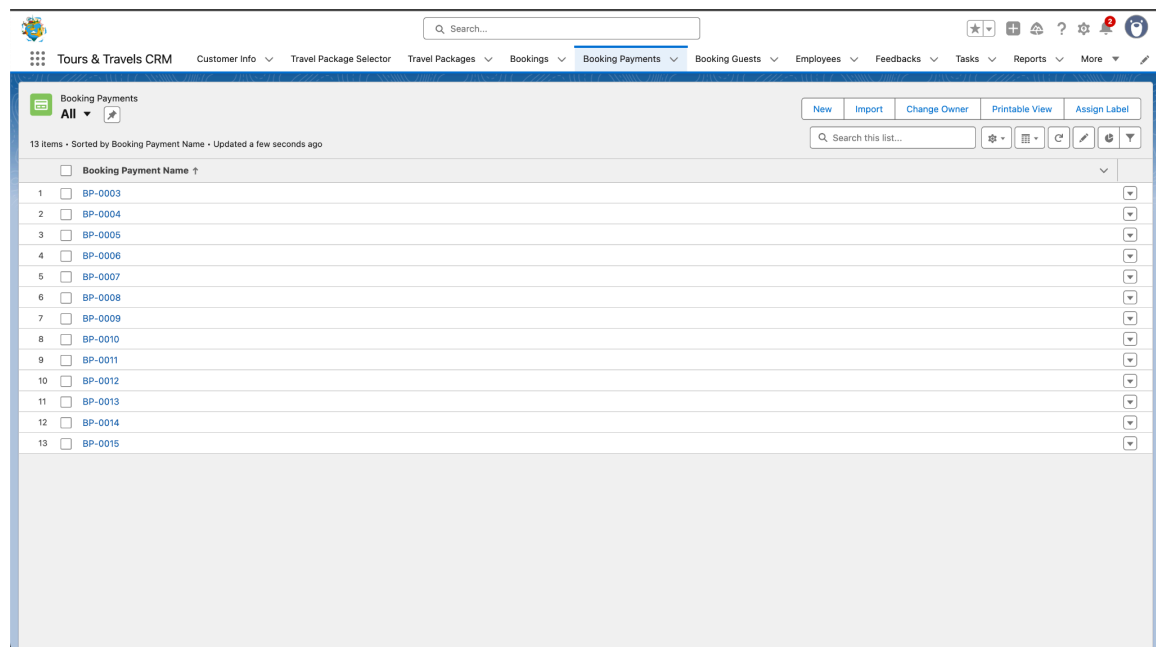 Search...
2
Tours & Travels CRM Customer Info Travel Package Selector Travel Packages Bookings Booking Payments Booking Guests Employees Feedbacks Tasks Reports More
Booking Payments
All
New Import Change Owner Printable View Assign Label
13 items • Sorted by Booking Payment Name • Updated a few seconds ago
Search this list...
Booking Payment Name ↑
1 BP-0003
2 BP-0004
3 BP-0005
4 BP-0006
5 BP-0007
6 BP-0008
7 BP-0009
8 BP-0010
9 BP-0011
10 BP-0012
11 BP-0013
12 BP-0014
13 BP-0015